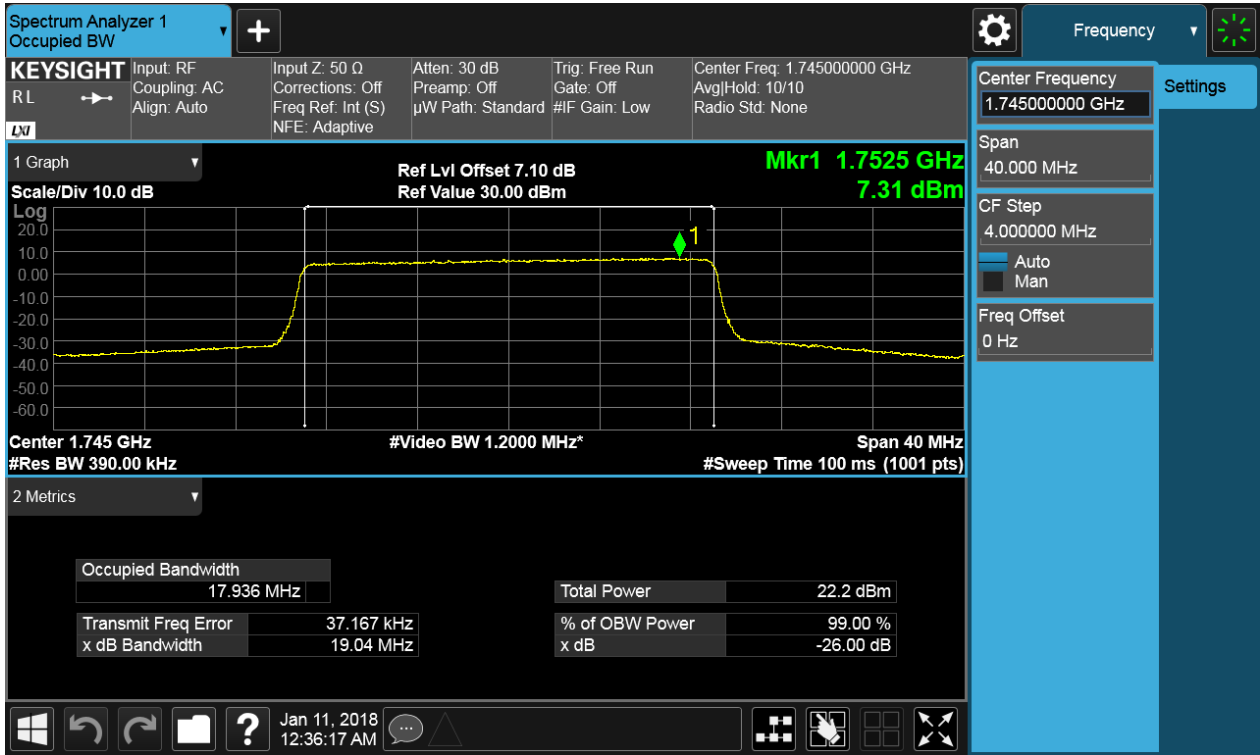 Spectrum Analyzer 1
Occupied BW
+
Frequency
KEYSIGHT
RL
LXI
Input: RF
Coupling: AC
Align: Auto
Input Z: 50 Ω
Corrections: Off
Freq Ref: Int (S)
NFE: Adaptive
Atten: 30 dB
Preamp: Off
µW Path: Standard
Trig: Free Run
Gate: Off
#IF Gain: Low
Center Freq: 1.745000000 GHz
Avg|Hold: 10/10
Radio Std: None
Center Frequency
1.745000000 GHz
Settings
Span
40.000 MHz
CF Step
4.000000 MHz
Auto
Man
Freq Offset
0 Hz
1 Graph
Scale/Div 10.0 dB
Ref Lvl Offset 7.10 dB
Ref Value 30.00 dBm
Mkr1 1.7525 GHz
7.31 dBm
Log
20.0
10.0
0.00
-10.0
-20.0
-30.0
-40.0
-50.0
-60.0
1
Center 1.745 GHz
#Res BW 390.00 kHz
#Video BW 1.2000 MHz*
Span 40 MHz
#Sweep Time 100 ms (1001 pts)
2 Metrics
Occupied Bandwidth
17.936 MHz
Transmit Freq Error 37.167 kHz
x dB Bandwidth 19.04 MHz
Total Power 22.2 dBm
% of OBW Power 99.00 %
x dB -26.00 dB
?
Jan 11, 2018
12:36:17 AM